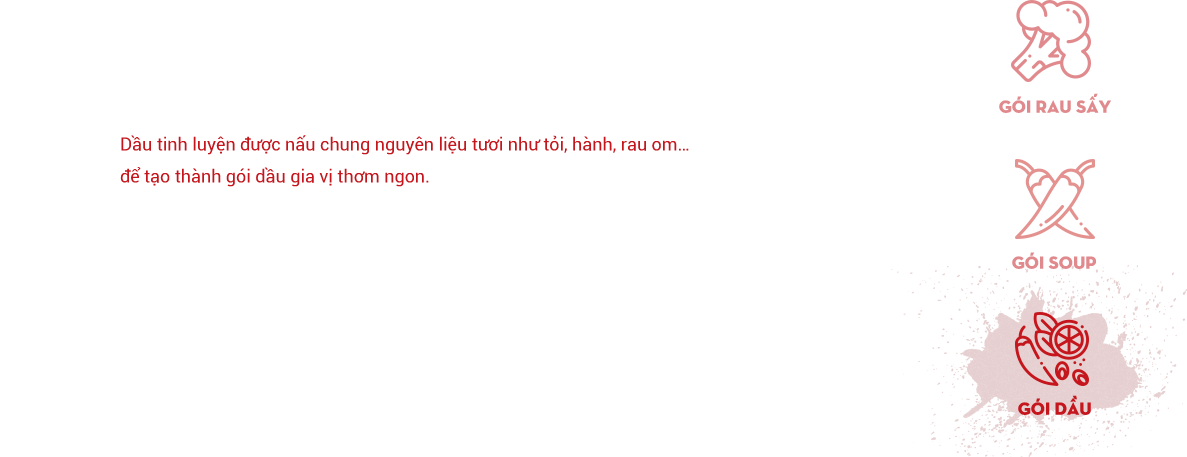 GÓI RAU SẤY
Dầu tinh luyện được nấu chung nguyên liệu tươi như tỏi, hành, rau om...
để tạo thành gói dầu gia vị thơm ngon.
GÓI SOUP
GÓI DẦU